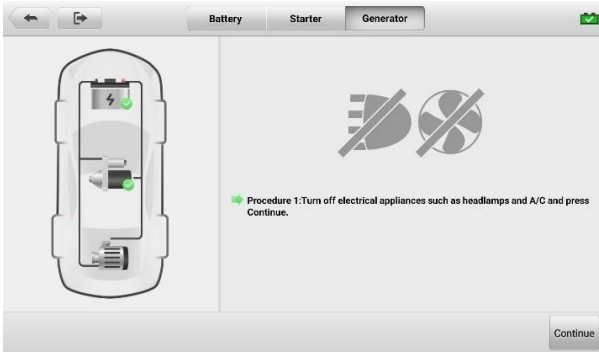 Battery Starter Generator
Procedure 1:Turn off electrical appliances such as headlamps and A/C and press
Continue.
Continue